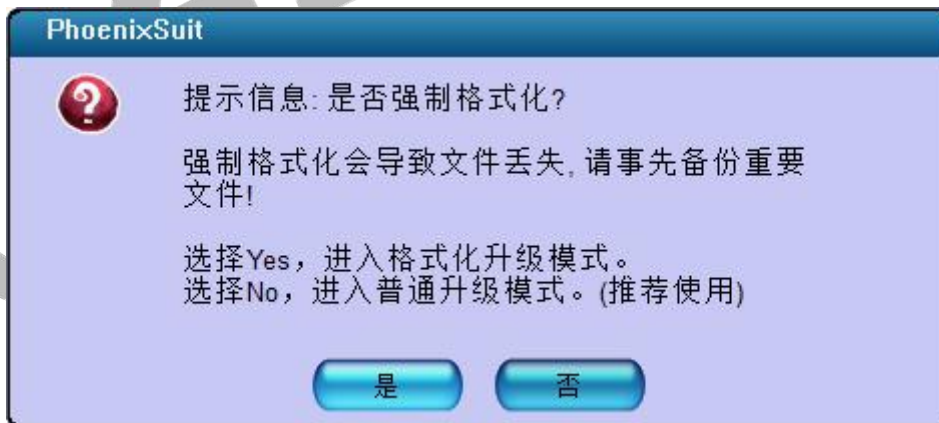 PhoenixSuit
提示信息: 是否强制格式化?
强制格式化会导致文件丢失, 请事先备份重要
文件!
选择Yes，进入格式化升级模式。
选择No，进入普通升级模式。(推荐使用)
是
否